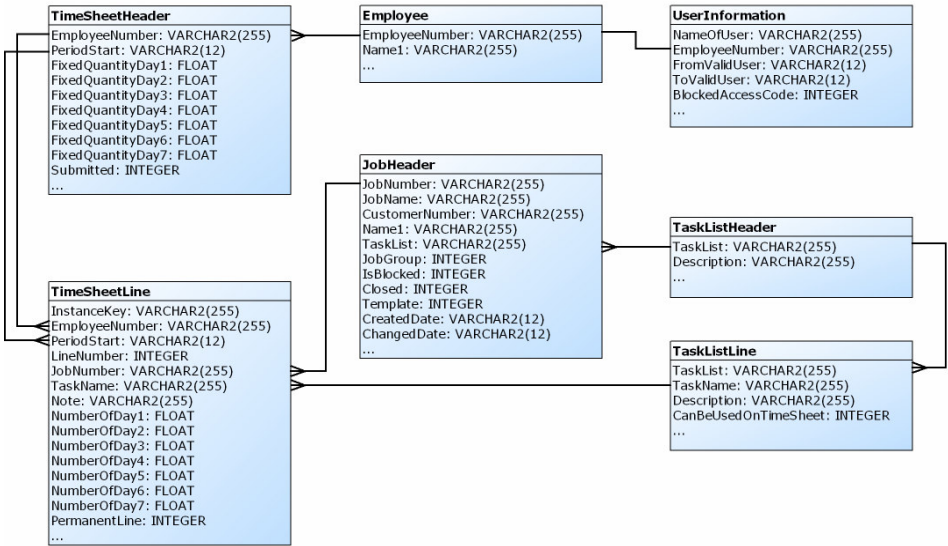 TimeSheetHeader
EmployeeNumber: VARCHAR2(255)
PeriodStart: VARCHAR2(12)
FixedQuantityDay1: FLOAT
FixedQuantityDay2: FLOAT
FixedQuantityDay3: FLOAT
FixedQuantityDay4: FLOAT
FixedQuantityDay5: FLOAT
FixedQuantityDay6: FLOAT
FixedQuantityDay7: FLOAT
Submitted: INTEGER
...
Employee
EmployeeNumber: VARCHAR2(255)
Name1: VARCHAR2(255)
...
UserInformation
NameOfUser: VARCHAR2(255)
EmployeeNumber: VARCHAR2(255)
FromValidUser: VARCHAR2(12)
ToValidUser: VARCHAR2(12)
BlockedAccessCode: INTEGER
...
JobHeader
JobNumber: VARCHAR2(255)
JobName: VARCHAR2(255)
CustomerNumber: VARCHAR2(255)
Name1: VARCHAR2(255)
TaskList: VARCHAR2(255)
JobGroup: INTEGER
IsBlocked: INTEGER
Closed: INTEGER
Template: INTEGER
CreatedDate: VARCHAR2(12)
ChangedDate: VARCHAR2(12)
...
TaskListHeader
TaskList: VARCHAR2(255)
Description: VARCHAR2(255)
...
TimeSheetLine
InstanceKey: VARCHAR2(255)
EmployeeNumber: VARCHAR2(255)
PeriodStart: VARCHAR2(12)
LineNumber: INTEGER
JobNumber: VARCHAR2(255)
TaskName: VARCHAR2(255)
Note: VARCHAR2(255)
NumberOfDay1: FLOAT
NumberOfDay2: FLOAT
NumberOfDay3: FLOAT
NumberOfDay4: FLOAT
NumberOfDay5: FLOAT
NumberOfDay6: FLOAT
NumberOfDay7: FLOAT
PermanentLine: INTEGER
...
TaskListLine
TaskList: VARCHAR2(255)
TaskName: VARCHAR2(255)
Description: VARCHAR2(255)
CanBeUsedOnTimeSheet: INTEGER
...